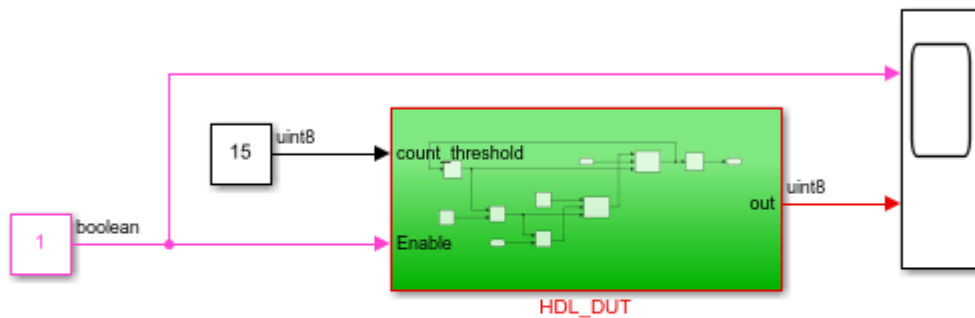 15
uint8
count_threshold
uint8
out
boolean
1
Enable
HDL_DUT